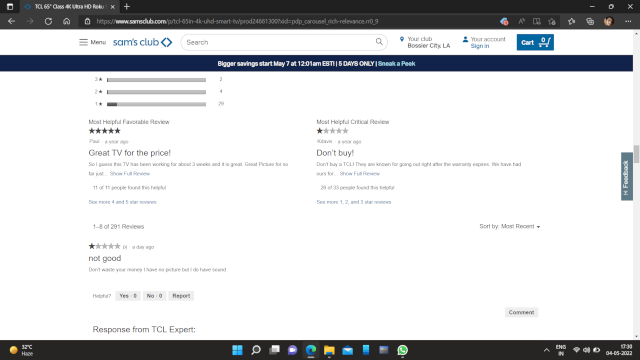 TCL 65" Class 4K Ultra HD Roku
https://www.samsclub.com/p/tcl-65in-4k-uhd-smart-tv/prod24661300?xid=pdp_carousel_rich-relevance.rr0_9
Menu sam's club Search Your club Bossier City, LA Your account Sign in Cart 0
Bigger savings start May 7 at 12:01am EST! | 5 DAYS ONLY | Sneak a Peek
3 ★ 2
2 ★ 4
1 ★ 29
Most Helpful Favorable Review
Paul · a year ago
Great TV for the price!
So I guess this TV has been working for about 3 weeks and it is great. Great Picture for so
far just... Show Full Review
11 of 11 people found this helpful
See more 4 and 5 star reviews
Most Helpful Critical Review
· a year ago
Don't buy!
Don't buy a TCL! They are known for going out right after the warranty expires. We have had
ours for... Show Full Review
28 of 33 people found this helpful
See more 1, 2, and 3 star reviews
Feedback
1–8 of 291 Reviews
Sort by: Most Recent
· a day ago
not good
Don't waste your money I have no picture but I do have sound
Helpful? Yes · 0 No · 0 Report
Comment
Response from TCL Expert:
32°C
Haze
ENG
IN
17:30
04-05-2022